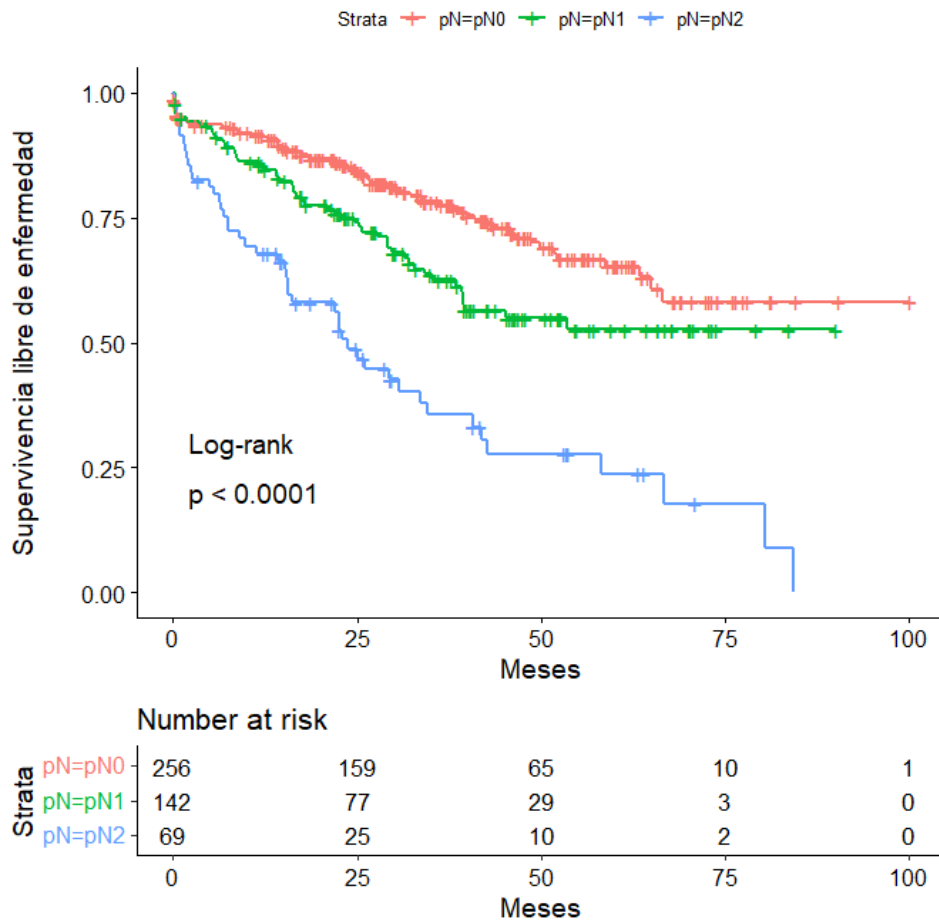 Strata pN=pN0 pN=pN1 pN=pN2
Supervivencia libre de enfermedad
1.00
0.75
0.50
0.25
0.00
Log-rank
p < 0.0001
0 25 50 75 100
Meses
Number at risk
Strata
pN=pN0 256 159 65 10 1
pN=pN1 142 77 29 3 0
pN=pN2 69 25 10 2 0
0 25 50 75 100
Meses